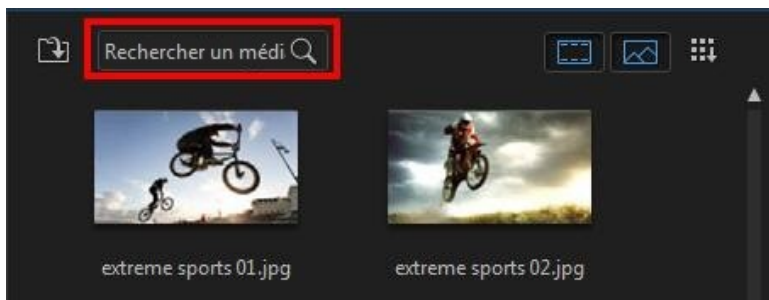 Rechercher un médi
extreme sports 01.jpg
extreme sports 02.jpg